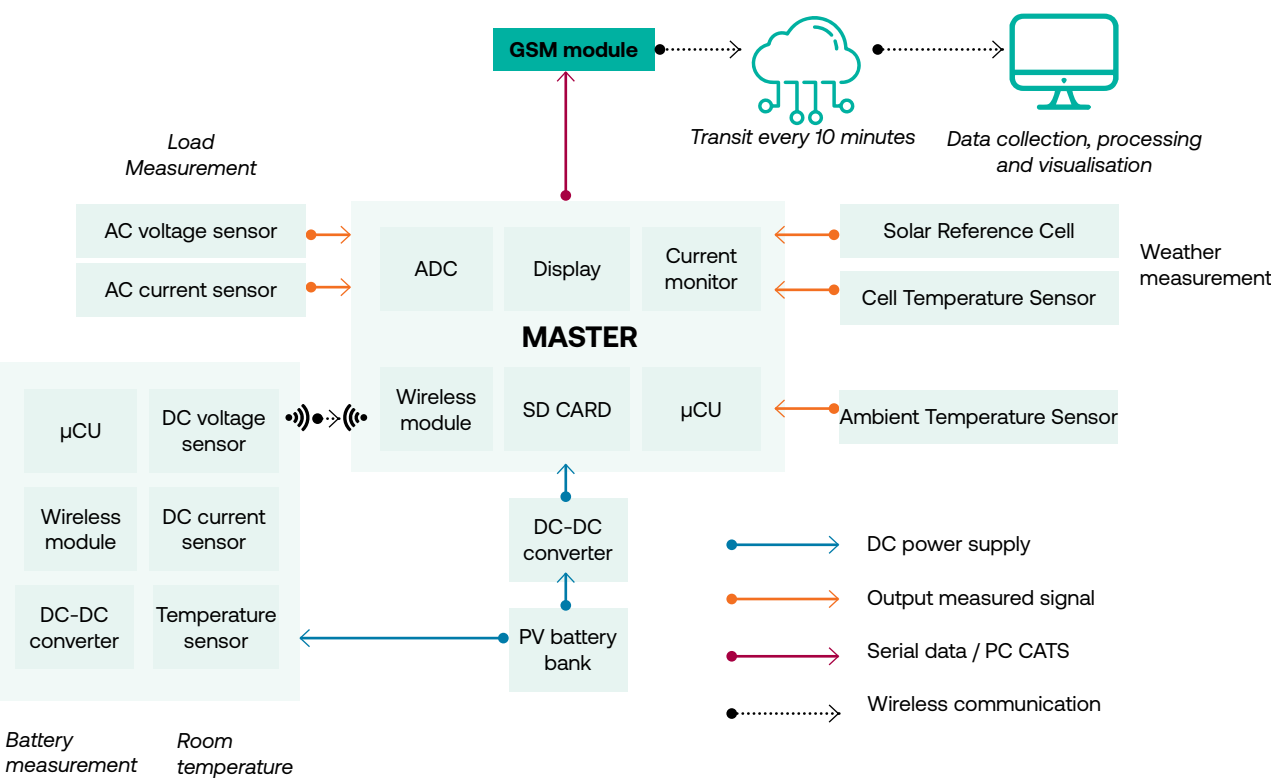 GSM module
Transit every 10 minutes
Data collection, processing
and visualisation
Load
Measurement
AC voltage sensor
AC current sensor
ADC
Display
Current
monitor
MASTER
Wireless
module
SD CARD
µCU
Solar Reference Cell
Cell Temperature Sensor
Weather
measurement
Ambient Temperature Sensor
µCU
DC voltage
sensor
Wireless
module
DC current
sensor
DC-DC
converter
Temperature
sensor
Battery
measurement
Room
temperature
DC-DC
converter
PV battery
bank
DC power supply
Output measured signal
Serial data / PC CATS
Wireless communication